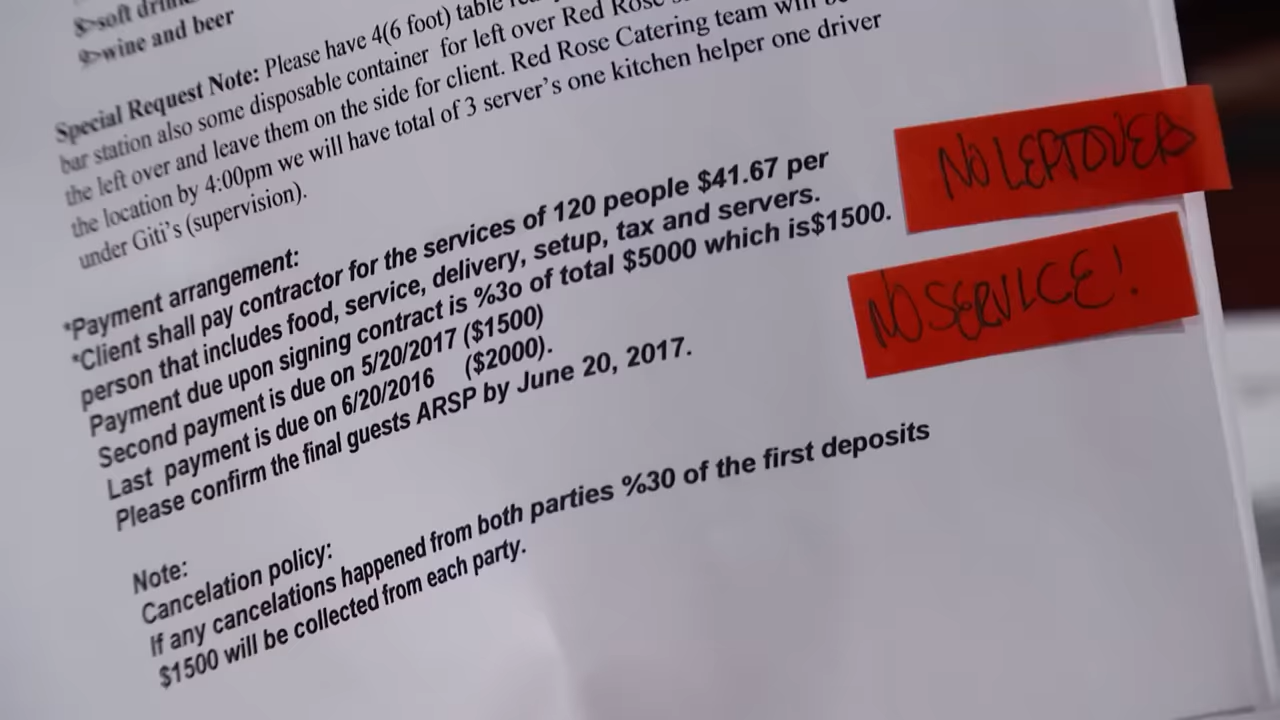 8>soft
9>wine and beer
Special Request Note: Please have 4(6 foot) table
bar station also some disposable container for left over Red Rose
the left over and leave them on the side for client. Red Rose Catering team will
the location by 4:00pm we will have total of 3 server's one kitchen helper one driver
under Giti's (supervision).
*Payment arrangement:
*Client shall pay contractor for the services of 120 people $41.67 per
person that includes food, service, delivery, setup, tax and servers.
Payment due upon signing contract is %3o of total $5000 which is$1500.
Second payment is due on 5/20/2017 ($1500)
Last payment is due on 6/20/2016 ($2000).
Please confirm the final guests ARSP by June 20, 2017.
Note:
Cancelation policy:
If any cancelations happened from both parties %30 of the first deposits
$1500 will be collected from each party.
NO LEFTOVERS
NO SERVICE!